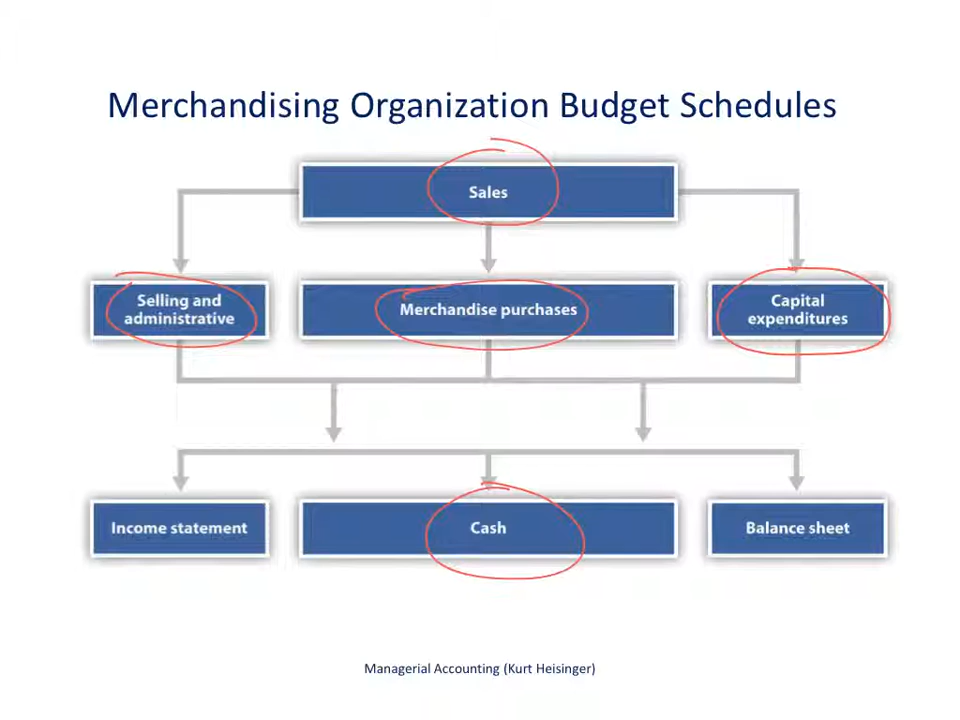 Merchandising Organization Budget Schedules
Sales
Selling and
administrative
Merchandise purchases
Capital
expenditures
Income statement
Cash
Balance sheet
Managerial Accounting (Kurt Heisinger)